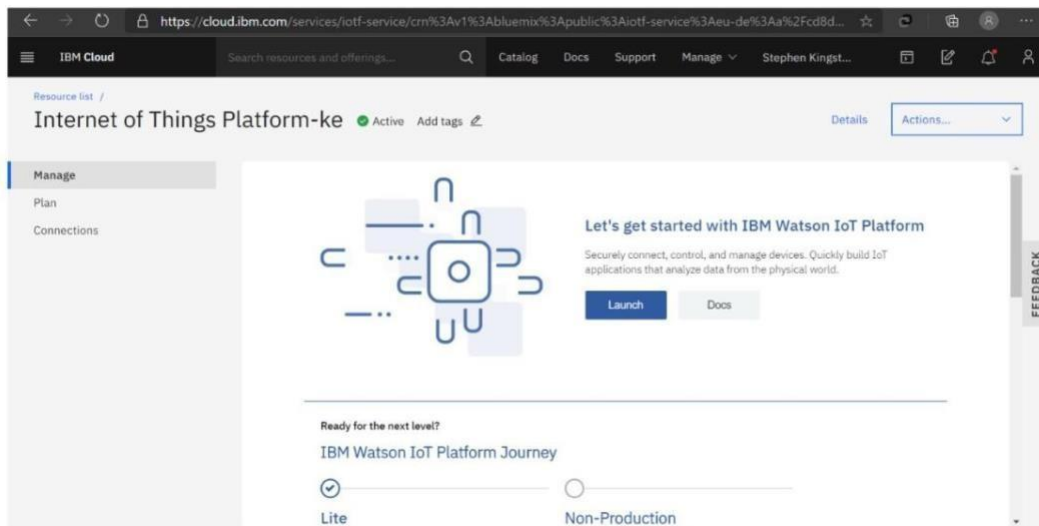 https://cloud.ibm.com/services/iotf-service/crn%3Av1%3Abluemix%3Apublic%3Aiotf-service%3Aeu-de%3Aa%2Fcd8d...
IBM Cloud
Search resources and offerings...
Catalog
Docs
Support
Manage
Stephen Kingst...
Resource list /
Internet of Things Platform-ke
Active
Add tags
Details
Actions...
Manage
Plan
Connections
Let's get started with IBM Watson IoT Platform
Securely connect, control, and manage devices. Quickly build IoT
applications that analyze data from the physical world.
Launch
Docs
FEEDBACK
Ready for the next level?
IBM Watson IoT Platform Journey
Lite
Non-Production